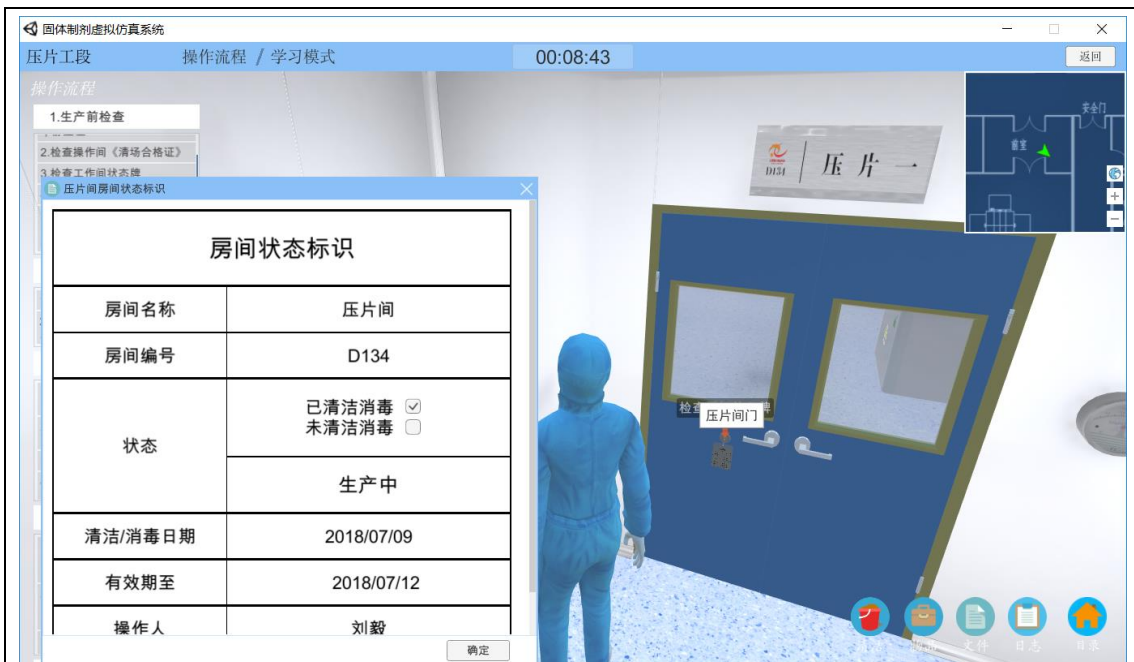 固体制剂虚拟仿真系统
压片工段
操作流程 / 学习模式
00:08:43
返回
操作流程
1.生产前检查
2.检查操作间《清场合格证》
3.检查工作间状态牌
压片间房间状态标识
房间状态标识
房间名称 压片间
房间编号 D134
状态
已清洁消毒
未清洁消毒
生产中
清洁/消毒日期 2018/07/09
有效期至 2018/07/12
操作人 刘毅
确定
D134
压片一
压片间门
安全门
前室
文件
日志
目录